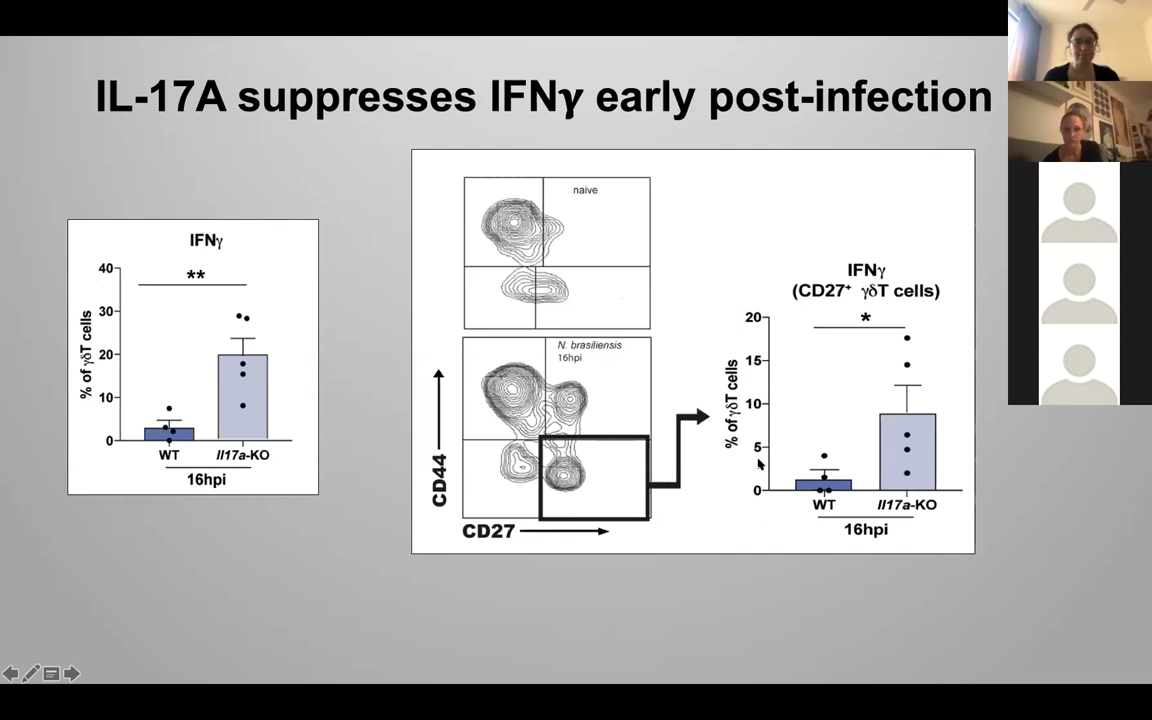 IL-17A suppresses IFNγ early post-infection
IFNγ
40
30
20
10
0
% of γδT cells
**
WT
Il17a-KO
16hpi
naive
N. brasiliensis
16hpi
CD44
CD27
IFNγ
(CD27⁺ γδT cells)
20
15
10
5
0
% of γδT cells
*
WT
Il17a-KO
16hpi